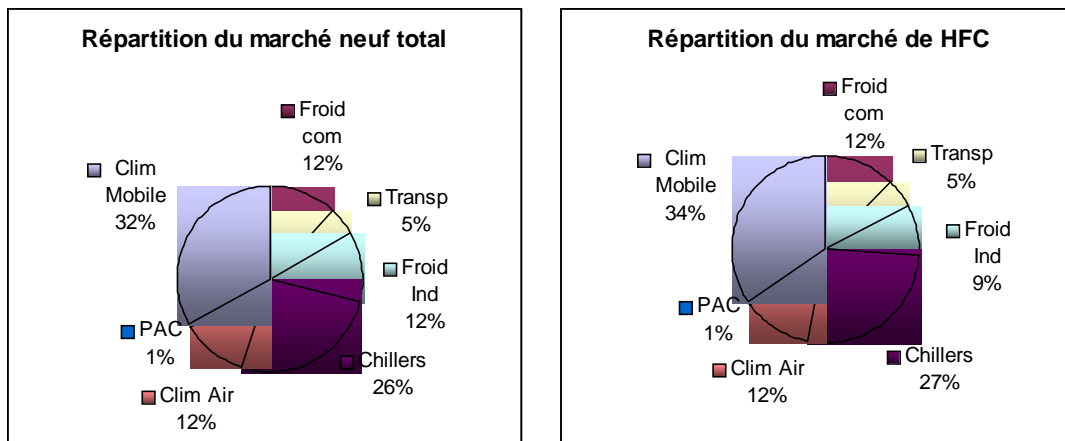 Répartition du marché neuf total
Froid
com
12%
Transp
5%
Froid
Ind
12%
Chillers
26%
Clim Air
12%
PAC
1%
Clim
Mobile
32%
Répartition du marché de HFC
Froid
com
12%
Transp
5%
Froid
Ind
9%
Chillers
27%
Clim Air
12%
PAC
1%
Clim
Mobile
34%